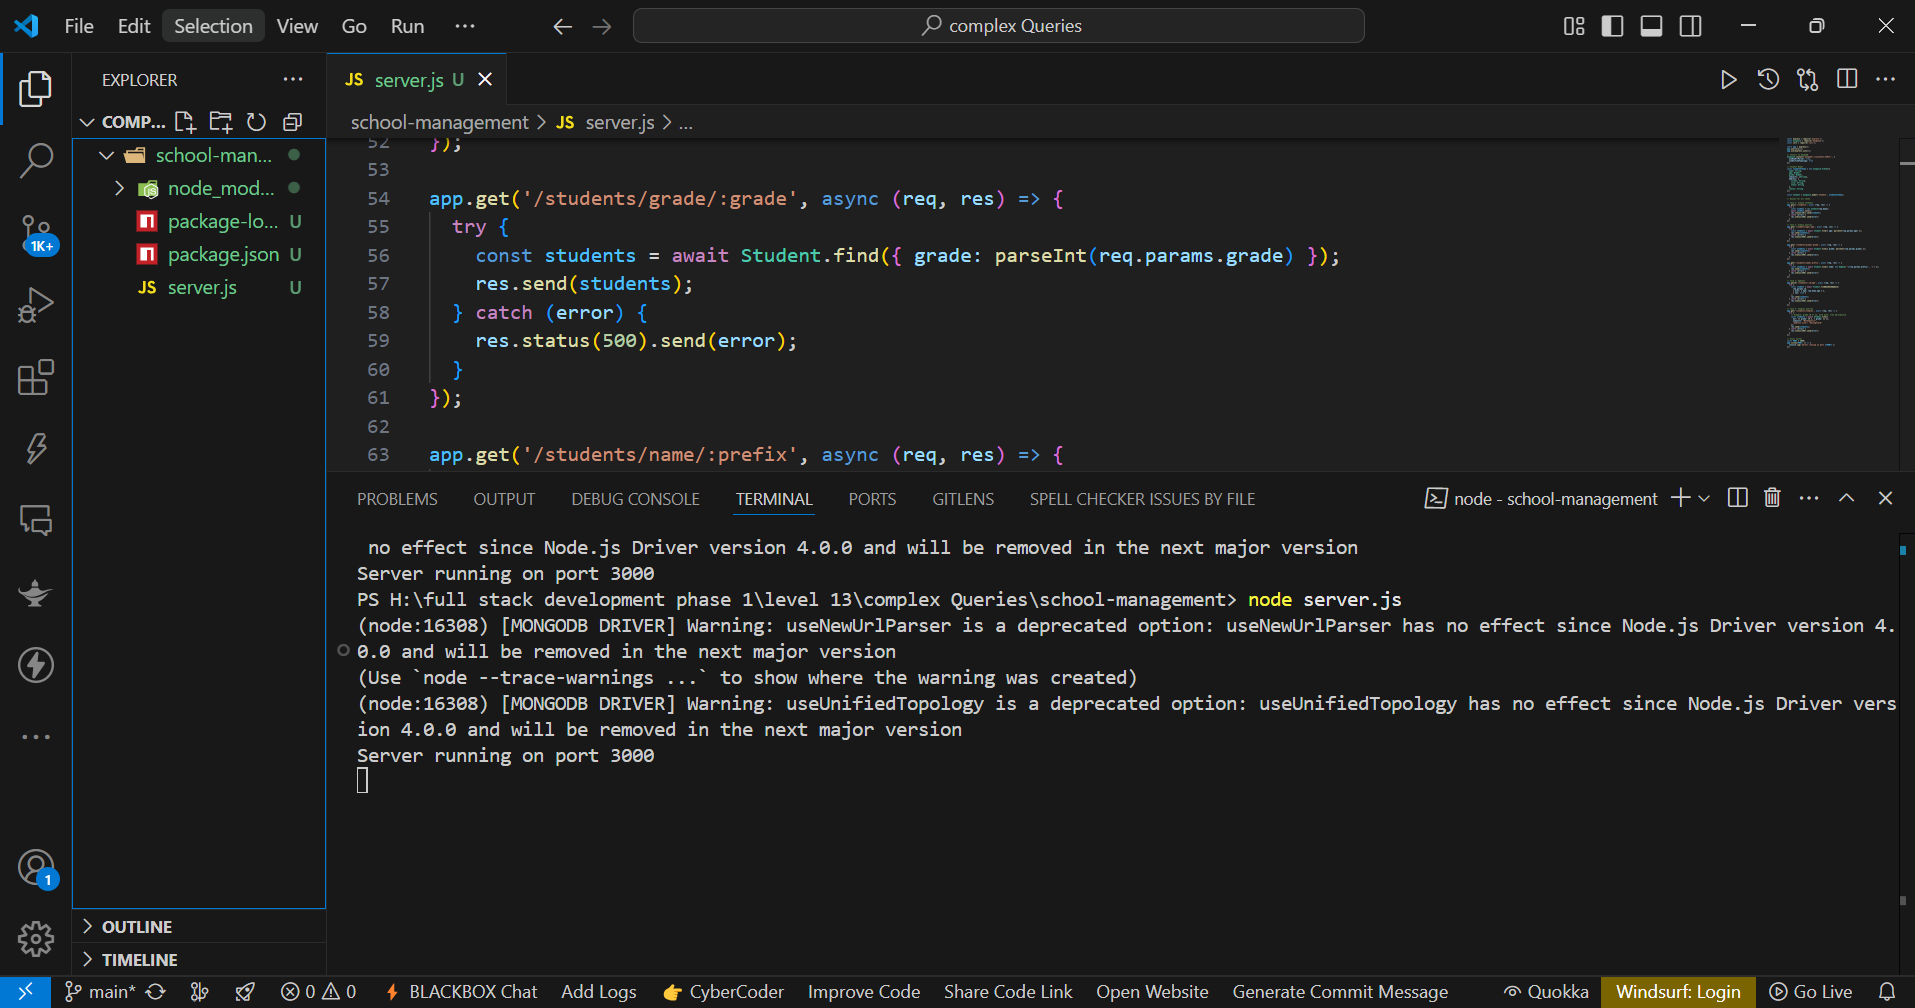 File Edit Selection View Go Run ··· complex Queries
EXPLORER
JS server.js U
COMP...
school-management > JS server.js > ...
school-man...
node_mod...
package-lo... U
package.json U
JS server.js U
52 });
53
54 app.get('/students/grade/:grade', async (req, res) => {
55 try {
56 const students = await Student.find({ grade: parseInt(req.params.grade) });
57 res.send(students);
58 } catch (error) {
59 res.status(500).send(error);
60 }
61 });
62
63 app.get('/students/name/:prefix', async (req, res) => {
1K+
PROBLEMS OUTPUT DEBUG CONSOLE TERMINAL PORTS GITLENS SPELL CHECKER ISSUES BY FILE node - school-management
no effect since Node.js Driver version 4.0.0 and will be removed in the next major version
Server running on port 3000
PS H:\full stack development phase 1\level 13\complex Queries\school-management> node server.js
(node:16308) [MONGODB DRIVER] Warning: useNewUrlParser is a deprecated option: useNewUrlParser has no effect since Node.js Driver version 4.
0.0 and will be removed in the next major version
(Use `node --trace-warnings ...` to show where the warning was created)
(node:16308) [MONGODB DRIVER] Warning: useUnifiedTopology is a deprecated option: useUnifiedTopology has no effect since Node.js Driver vers
ion 4.0.0 and will be removed in the next major version
Server running on port 3000
1
OUTLINE
TIMELINE
main* 0 0 BLACKBOX Chat Add Logs CyberCoder Improve Code Share Code Link Open Website Generate Commit Message Quokka Windsurf: Login Go Live